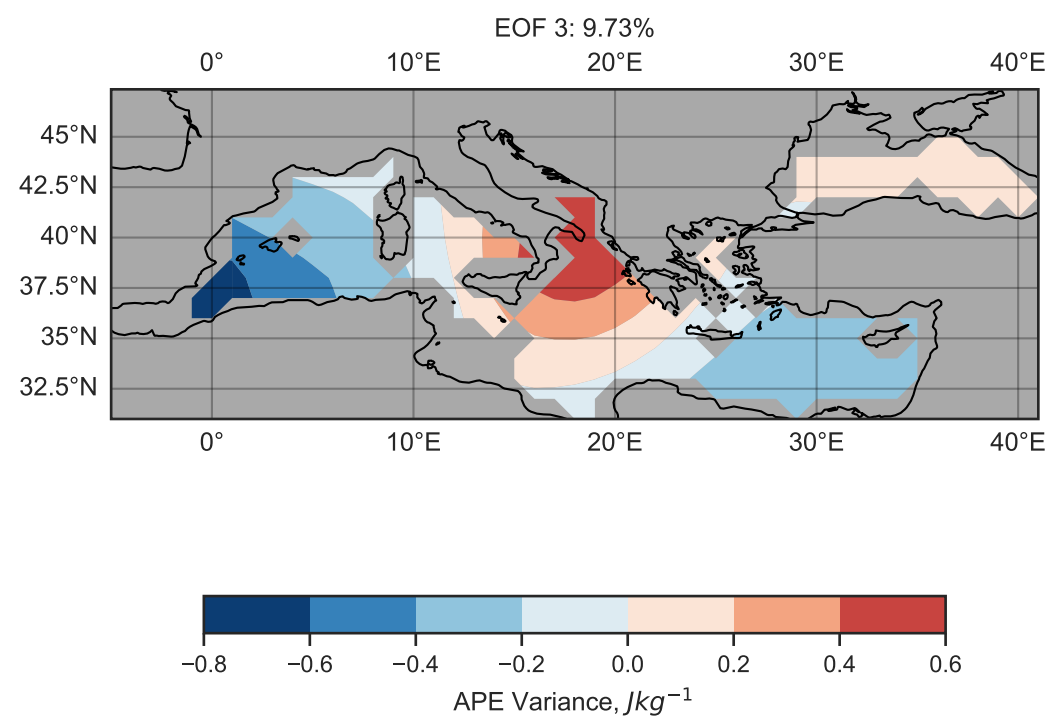 EOF 3: 9.73%
0° 10°E 20°E 30°E 40°E
45°N
42.5°N
40°N
37.5°N
35°N
32.5°N
0° 10°E 20°E 30°E 40°E
−0.8 −0.6 −0.4 −0.2 0.0 0.2 0.4 0.6
APE Variance, Jkg⁻¹